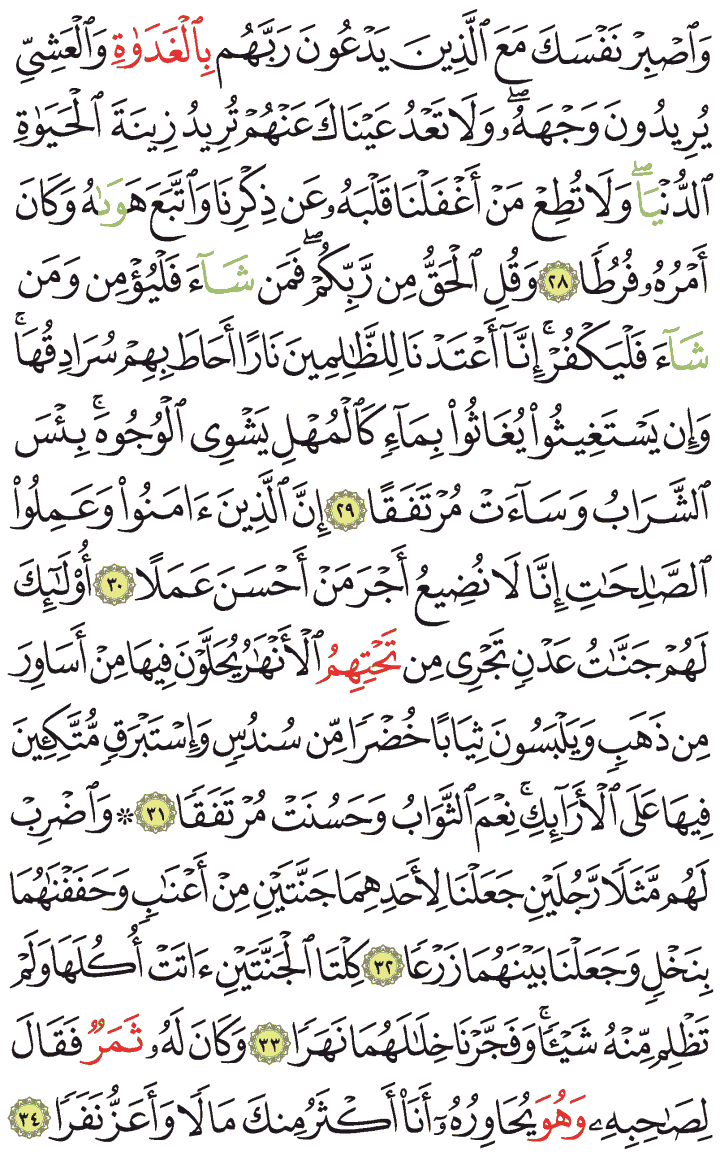 وَٱصۡبِرۡ نَفۡسَكَ مَعَ ٱلَّذِينَ يَدۡعُونَ رَبَّهُم بِٱلۡغَدَوٰةِ وَٱلۡعَشِيِّ
يُرِيدُونَ وَجۡهَهُۥۖ وَلَا تَعۡدُ عَيۡنَاكَ عَنۡهُمۡ تُرِيدُ زِينَةَ ٱلۡحَيَوٰةِ
ٱلدُّنۡيَاۖ وَلَا تُطِعۡ مَنۡ أَغۡفَلۡنَا قَلۡبَهُۥ عَن ذِكۡرِنَا وَٱتَّبَعَ هَوَىٰهُ وَكَانَ
أَمۡرُهُۥ فُرُطٗا ٢٨ وَقُلِ ٱلۡحَقُّ مِن رَّبِّكُمۡۖ فَمَن شَآءَ فَلۡيُؤۡمِن وَمَن
شَآءَ فَلۡيَكۡفُرۡۚ إِنَّآ أَعۡتَدۡنَا لِلظَّٰلِمِينَ نَارًا أَحَاطَ بِهِمۡ سُرَادِقُهَاۚ
وَإِن يَسۡتَغِيثُواْ يُغَاثُواْ بِمَآءٖ كَٱلۡمُهۡلِ يَشۡوِي ٱلۡوُجُوهَۚ بِئۡسَ
ٱلشَّرَابُ وَسَآءَتۡ مُرۡتَفَقًا ٢٩ إِنَّ ٱلَّذِينَ ءَامَنُواْ وَعَمِلُواْ
ٱلصَّٰلِحَٰتِ إِنَّا لَا نُضِيعُ أَجۡرَ مَنۡ أَحۡسَنَ عَمَلًا ٣٠ أُوْلَٰٓئِكَ
لَهُمۡ جَنَّٰتُ عَدۡنٖ تَجۡرِي مِن تَحۡتِهِمُ ٱلۡأَنۡهَٰرُ يُحَلَّوۡنَ فِيهَا مِنۡ أَسَاوِرَ
مِن ذَهَبٖ وَيَلۡبَسُونَ ثِيَابًا خُضۡرٗا مِّن سُندُسٖ وَإِسۡتَبۡرَقٖ مُّتَّكِـِٔينَ
فِيهَا عَلَى ٱلۡأَرَآئِكِۚ نِعۡمَ ٱلثَّوَابُ وَحَسُنَتۡ مُرۡتَفَقٗا ٣١ ۞ وَٱضۡرِبۡ
لَهُم مَّثَلٗا رَّجُلَيۡنِ جَعَلۡنَا لِأَحَدِهِمَا جَنَّتَيۡنِ مِنۡ أَعۡنَٰبٖ وَحَفَفۡنَٰهُمَا
بِنَخۡلٖ وَجَعَلۡنَا بَيۡنَهُمَا زَرۡعٗا ٣٢ كِلۡتَا ٱلۡجَنَّتَيۡنِ ءَاتَتۡ أُكُلَهَا وَلَمۡ
تَظۡلِم مِّنۡهُ شَيۡـٔٗاۚ وَفَجَّرۡنَا خِلَٰلَهُمَا نَهَرٗا ٣٣ وَكَانَ لَهُۥ ثَمَرٞ فَقَالَ
لِصَٰحِبِهِۦ وَهُوَ يُحَاوِرُهُۥٓ أَنَا۠ أَكۡثَرُ مِنكَ مَالٗا وَأَعَزُّ نَفَرٗا ٣٤